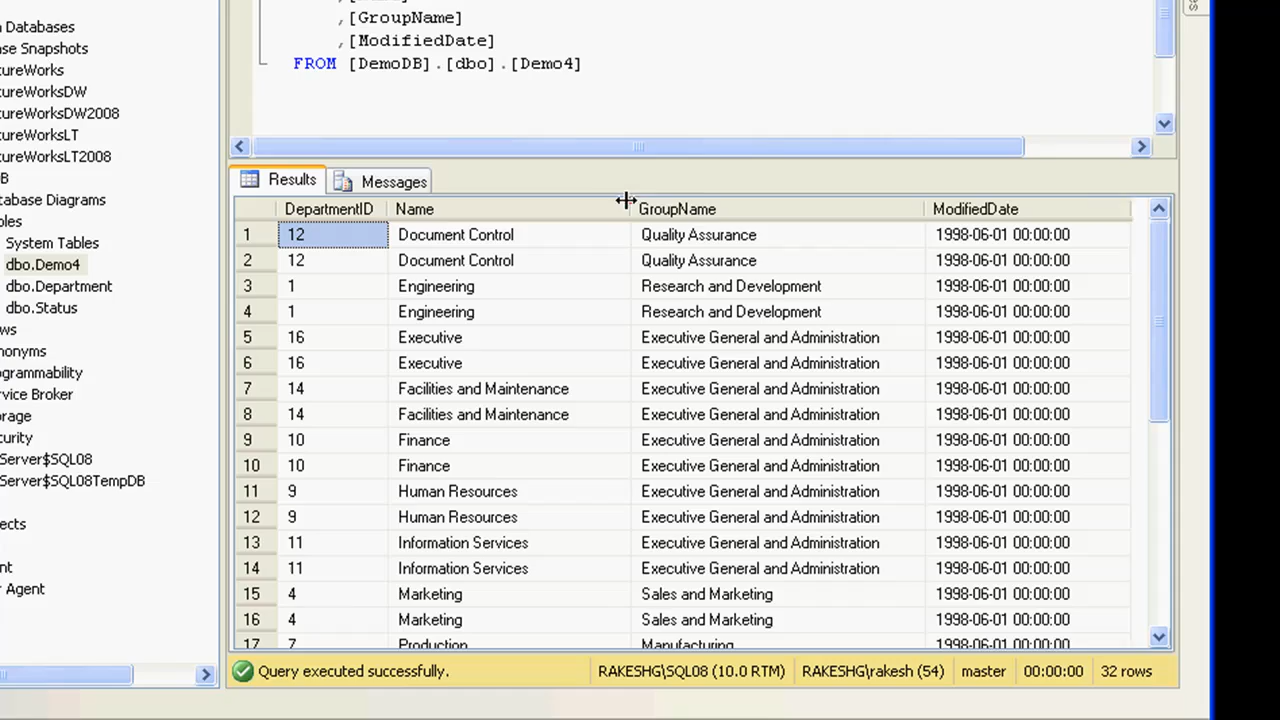 ,[GroupName]
,[ModifiedDate]
FROM [DemoDB].[dbo].[Demo4]
Databases
se Snapshots
tureWorks
tureWorksDW
tureWorksDW2008
tureWorksLT
tureWorksLT2008
B
tabase Diagrams
les
System Tables
dbo.Demo4
dbo.Department
dbo.Status
ws
nonyms
ogrammability
rvice Broker
rage
curity
Server$SQL08
Server$SQL08TempDB
ects
nt
r Agent
Results Messages
DepartmentID Name GroupName ModifiedDate
1 12 Document Control Quality Assurance 1998-06-01 00:00:00
2 12 Document Control Quality Assurance 1998-06-01 00:00:00
3 1 Engineering Research and Development 1998-06-01 00:00:00
4 1 Engineering Research and Development 1998-06-01 00:00:00
5 16 Executive Executive General and Administration 1998-06-01 00:00:00
6 16 Executive Executive General and Administration 1998-06-01 00:00:00
7 14 Facilities and Maintenance Executive General and Administration 1998-06-01 00:00:00
8 14 Facilities and Maintenance Executive General and Administration 1998-06-01 00:00:00
9 10 Finance Executive General and Administration 1998-06-01 00:00:00
10 10 Finance Executive General and Administration 1998-06-01 00:00:00
11 9 Human Resources Executive General and Administration 1998-06-01 00:00:00
12 9 Human Resources Executive General and Administration 1998-06-01 00:00:00
13 11 Information Services Executive General and Administration 1998-06-01 00:00:00
14 11 Information Services Executive General and Administration 1998-06-01 00:00:00
15 4 Marketing Sales and Marketing 1998-06-01 00:00:00
16 4 Marketing Sales and Marketing 1998-06-01 00:00:00
17 7 Production Manufacturing 1998-06-01 00:00:00
Query executed successfully. RAKESHG\SQL08 (10.0 RTM) RAKESHG\rakesh (54) master 00:00:00 32 rows